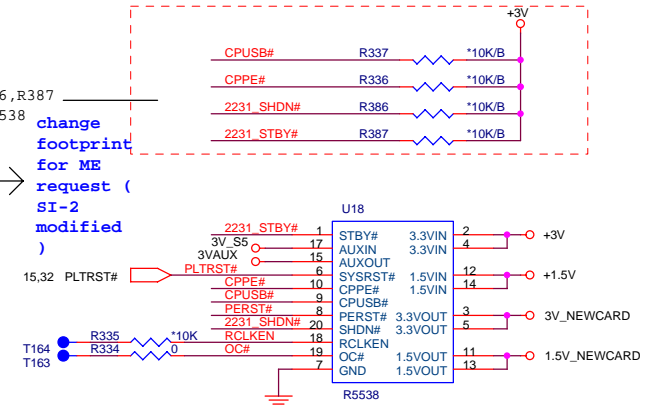 +3V
CPUSB# R337 *10K/B
CPPE# R336 *10K/B
6,R387
2231_SHDN# R386 *10K/B
538
2231_STBY# R387 *10K/B
change
footprint
for ME
request (
SI-2
modified
)
U18
2231_STBY# 1 STBY# 3.3VIN 2 +3V
3V_S5 17 AUXIN 3.3VIN 4
3VAUX 15 AUXOUT
15,32 PLTRST# PLTRST# 6 SYSRST# 1.5VIN 12 +1.5V
CPPE# 10 CPPE# 1.5VIN 14
CPUSB# 9 CPUSB#
PERST# 8 PERST# 3.3VOUT 3 3V_NEWCARD
2231_SHDN# 20 SHDN# 3.3VOUT 5
T164 R335 *10K RCLKEN 18 RCLKEN
T163 R334 0 OC# 19 OC# 1.5VOUT 11 1.5V_NEWCARD
7 GND 1.5VOUT 13
R5538